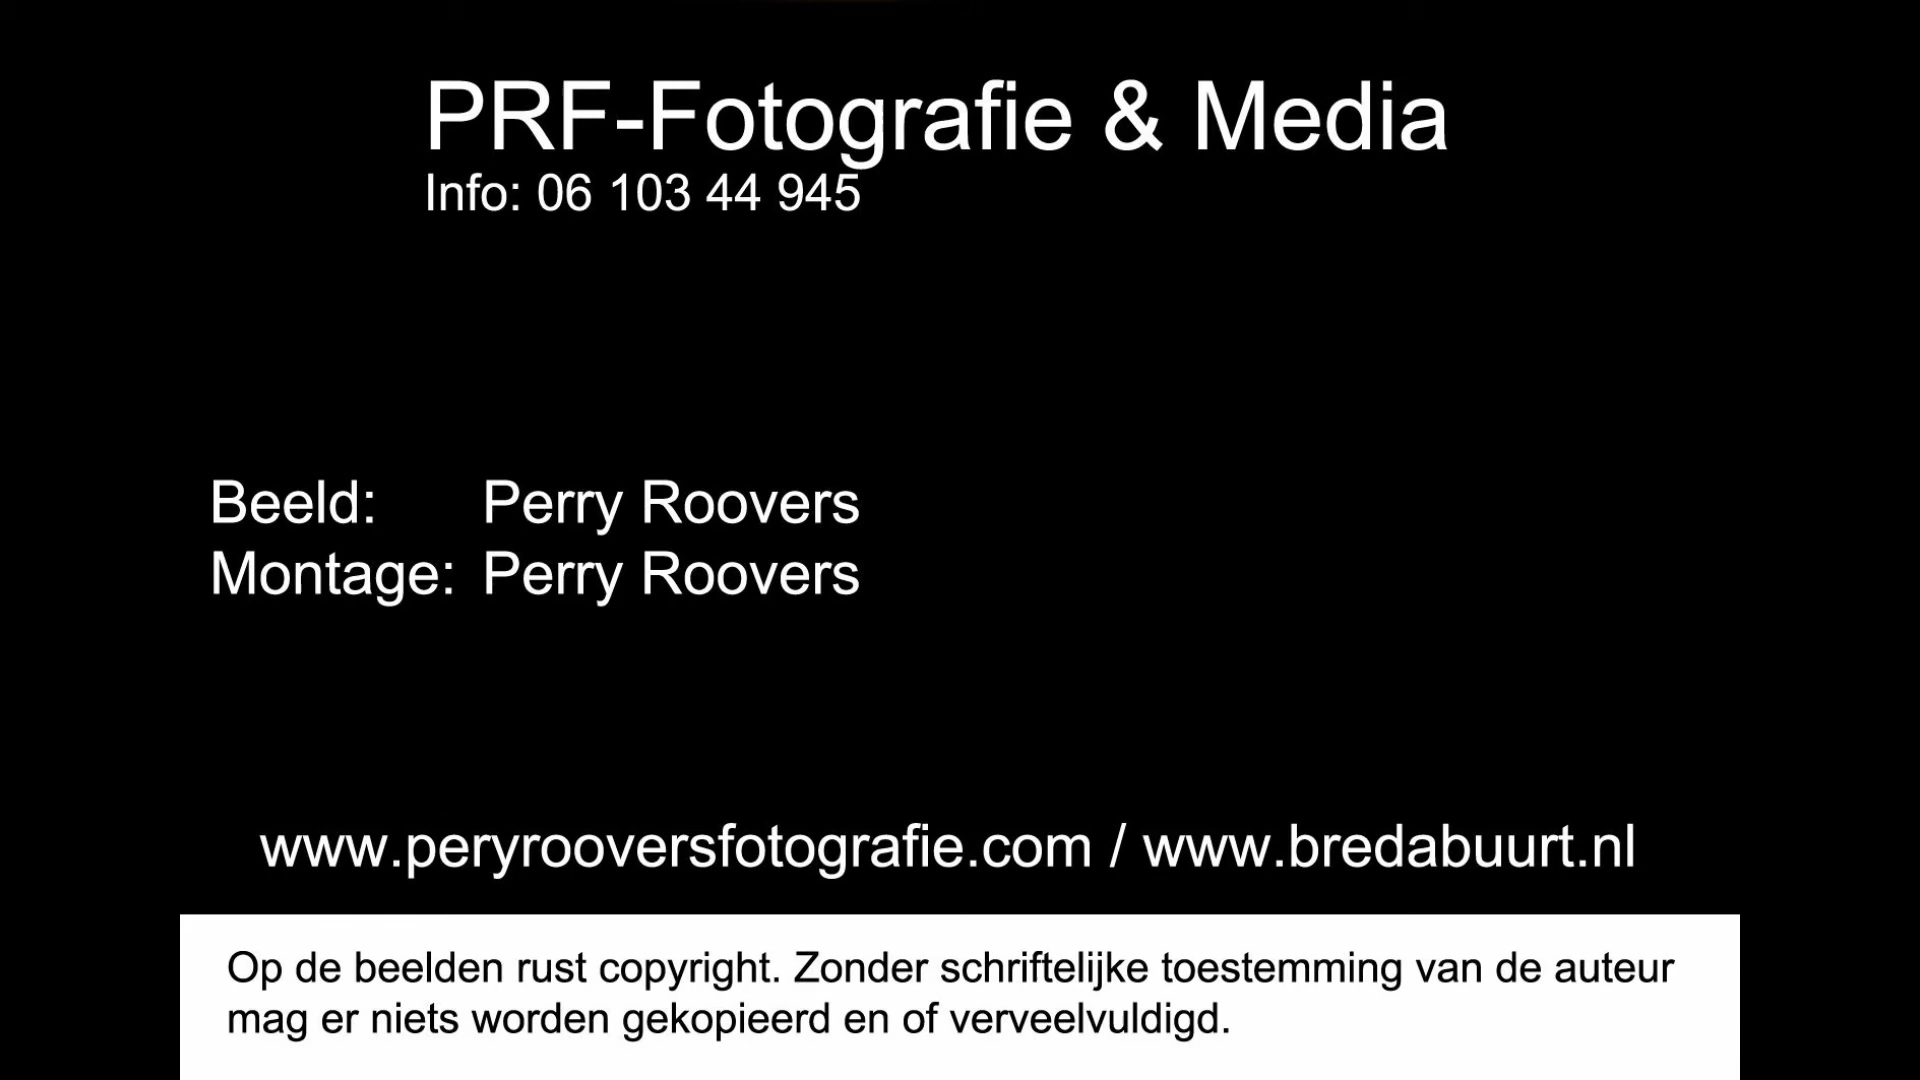 PRF-Fotografie & Media
Info: 06 103 44 945
Beeld: Perry Roovers
Montage: Perry Roovers
www.peryrooversfotografie.com / www.bredabuurt.nl
Op de beelden rust copyright. Zonder schriftelijke toestemming van de auteur
mag er niets worden gekopieerd en of verveelvuldigd.